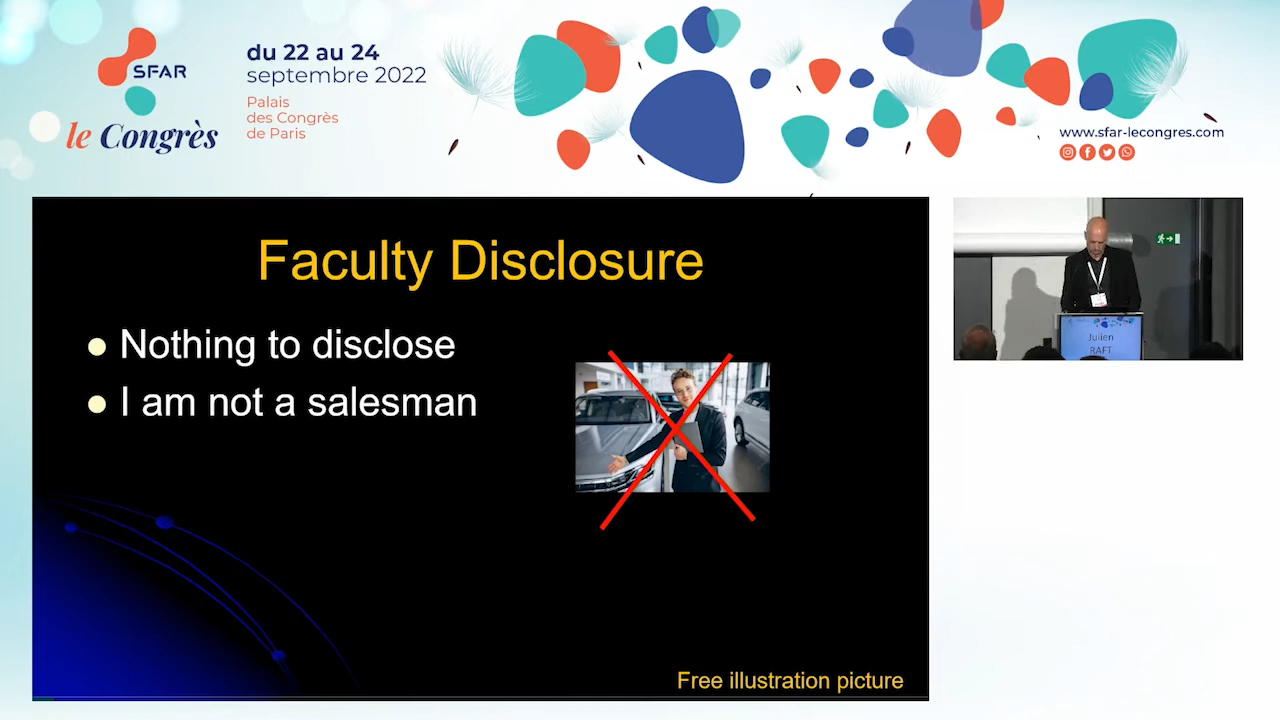 SFAR
le Congrès
du 22 au 24
septembre 2022
Palais
des Congrès
de Paris
www.sfar-lecongres.com
Faculty Disclosure
Nothing to disclose
I am not a salesman
Free illustration picture
Julien
RAFT